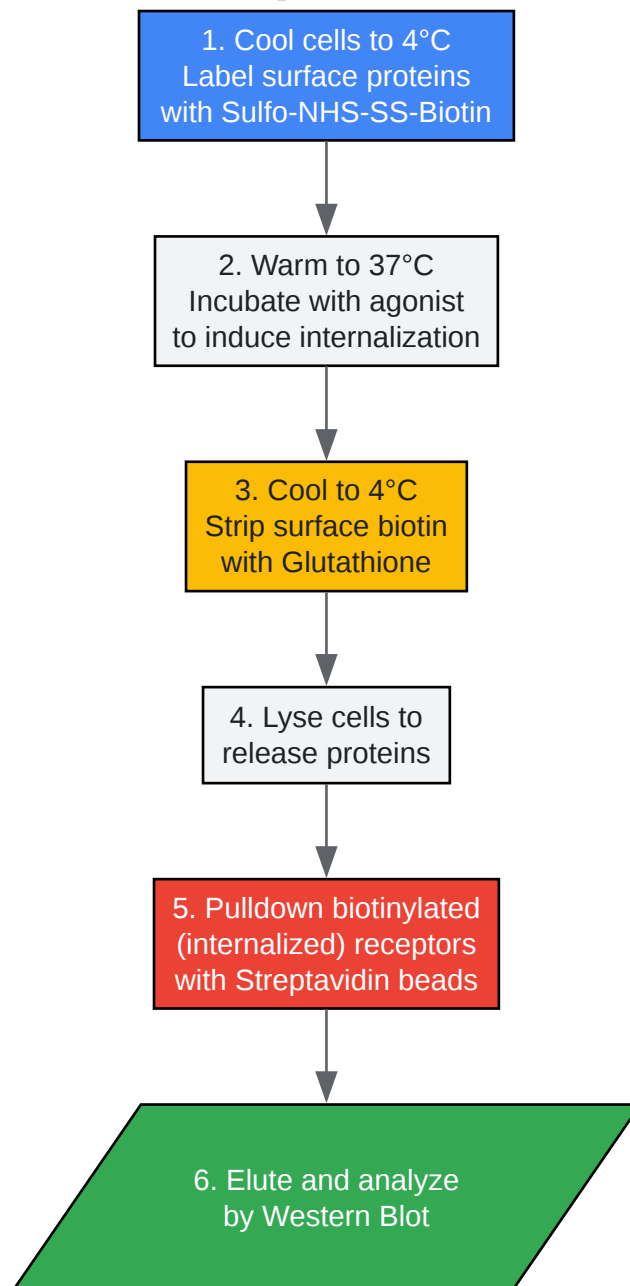 1. Cool cells to 4°C
Label surface proteins
with Sulfo-NHS-SS-Biotin
2. Warm to 37°C
Incubate with agonist
to induce internalization
3. Cool to 4°C
Strip surface biotin
with Glutathione
4. Lyse cells to
release proteins
5. Pulldown biotinylated
(internalized) receptors
with Streptavidin beads
6. Elute and analyze
by Western Blot